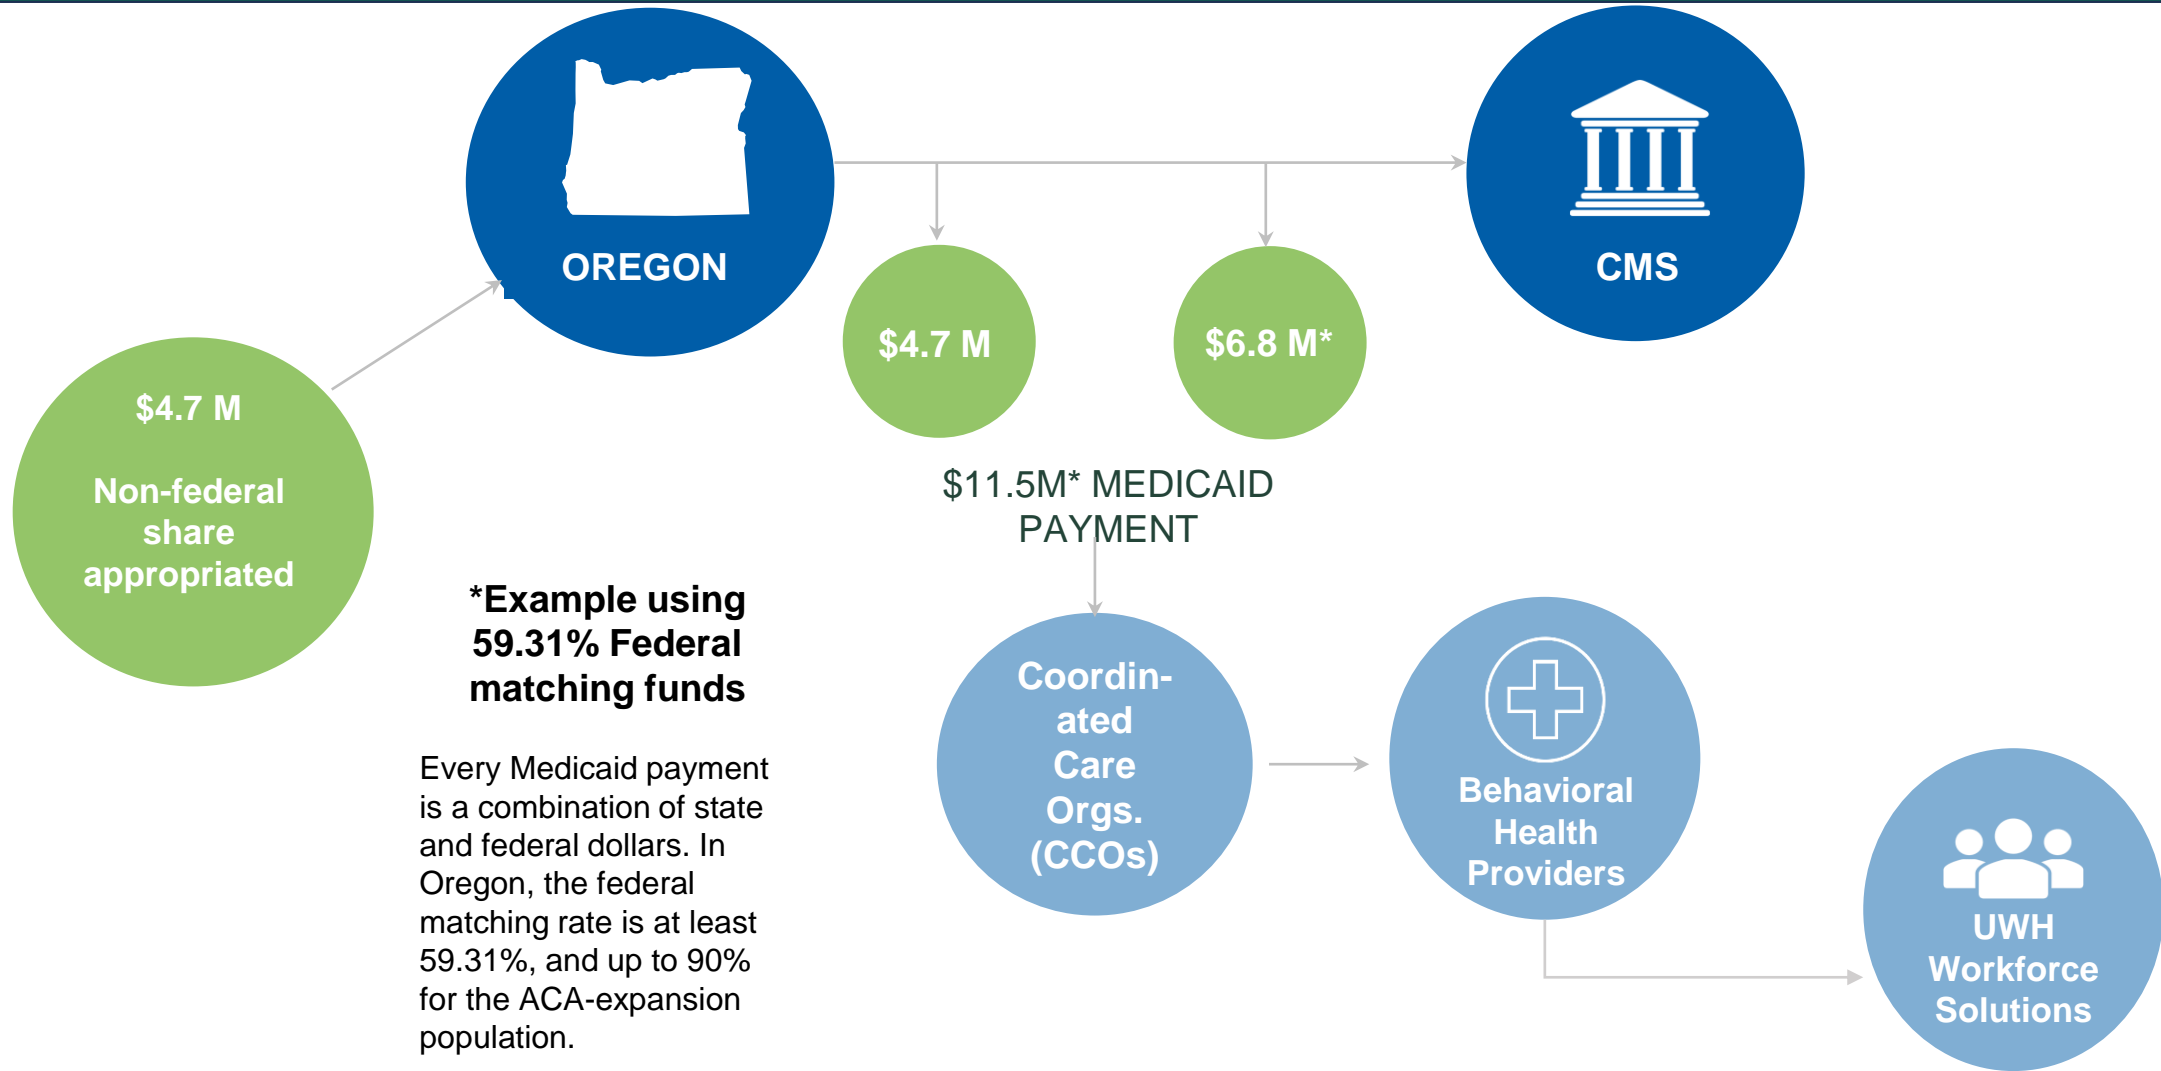 OREGON
CMS
$4.7 M
$6.8 M*
$4.7 M
Non-federal
share
appropriated
$11.5M* MEDICAID
PAYMENT
*Example using
59.31% Federal
matching funds
Every Medicaid payment
is a combination of state
and federal dollars. In
Oregon, the federal
matching rate is at least
59.31%, and up to 90%
for the ACA-expansion
population.
Coordin-
ated
Care
Orgs.
(CCOs)
Behavioral
Health
Providers
UWH
Workforce
Solutions